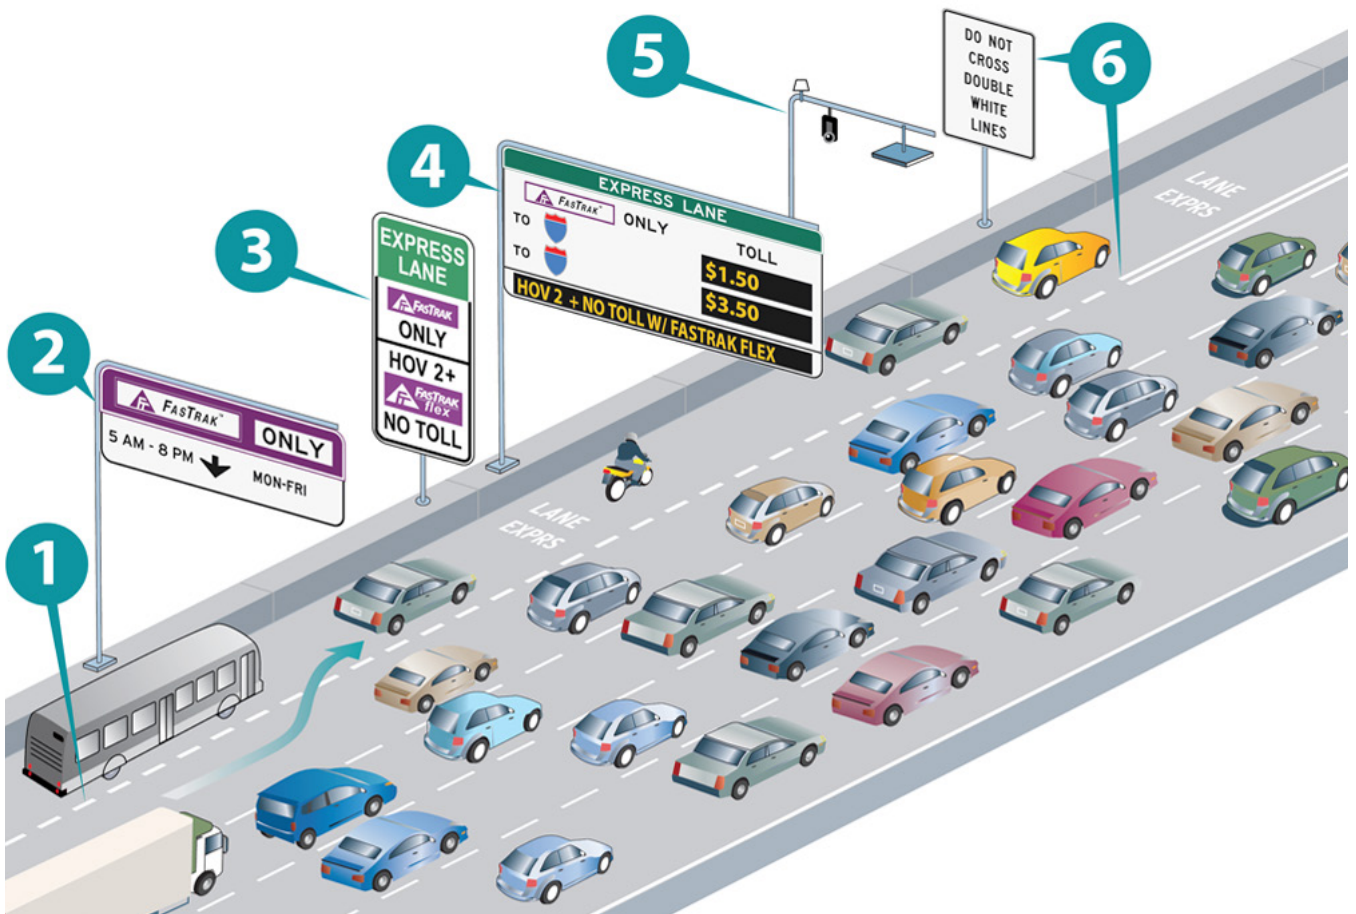 1
2
FASTRAK™ ONLY
5 AM - 8 PM MON-FRI
3
EXPRESS
LANE
FASTRAK
ONLY
HOV 2+
FASTRAK
flex
NO TOLL
4
EXPRESS LANE
FASTRAK™ ONLY
TOLL
TO $1.50
TO $3.50
HOV 2 + NO TOLL W/ FASTRAK FLEX
5
6
DO NOT
CROSS
DOUBLE
WHITE
LINES
LANE
EXPRS
LANE
EXPRS